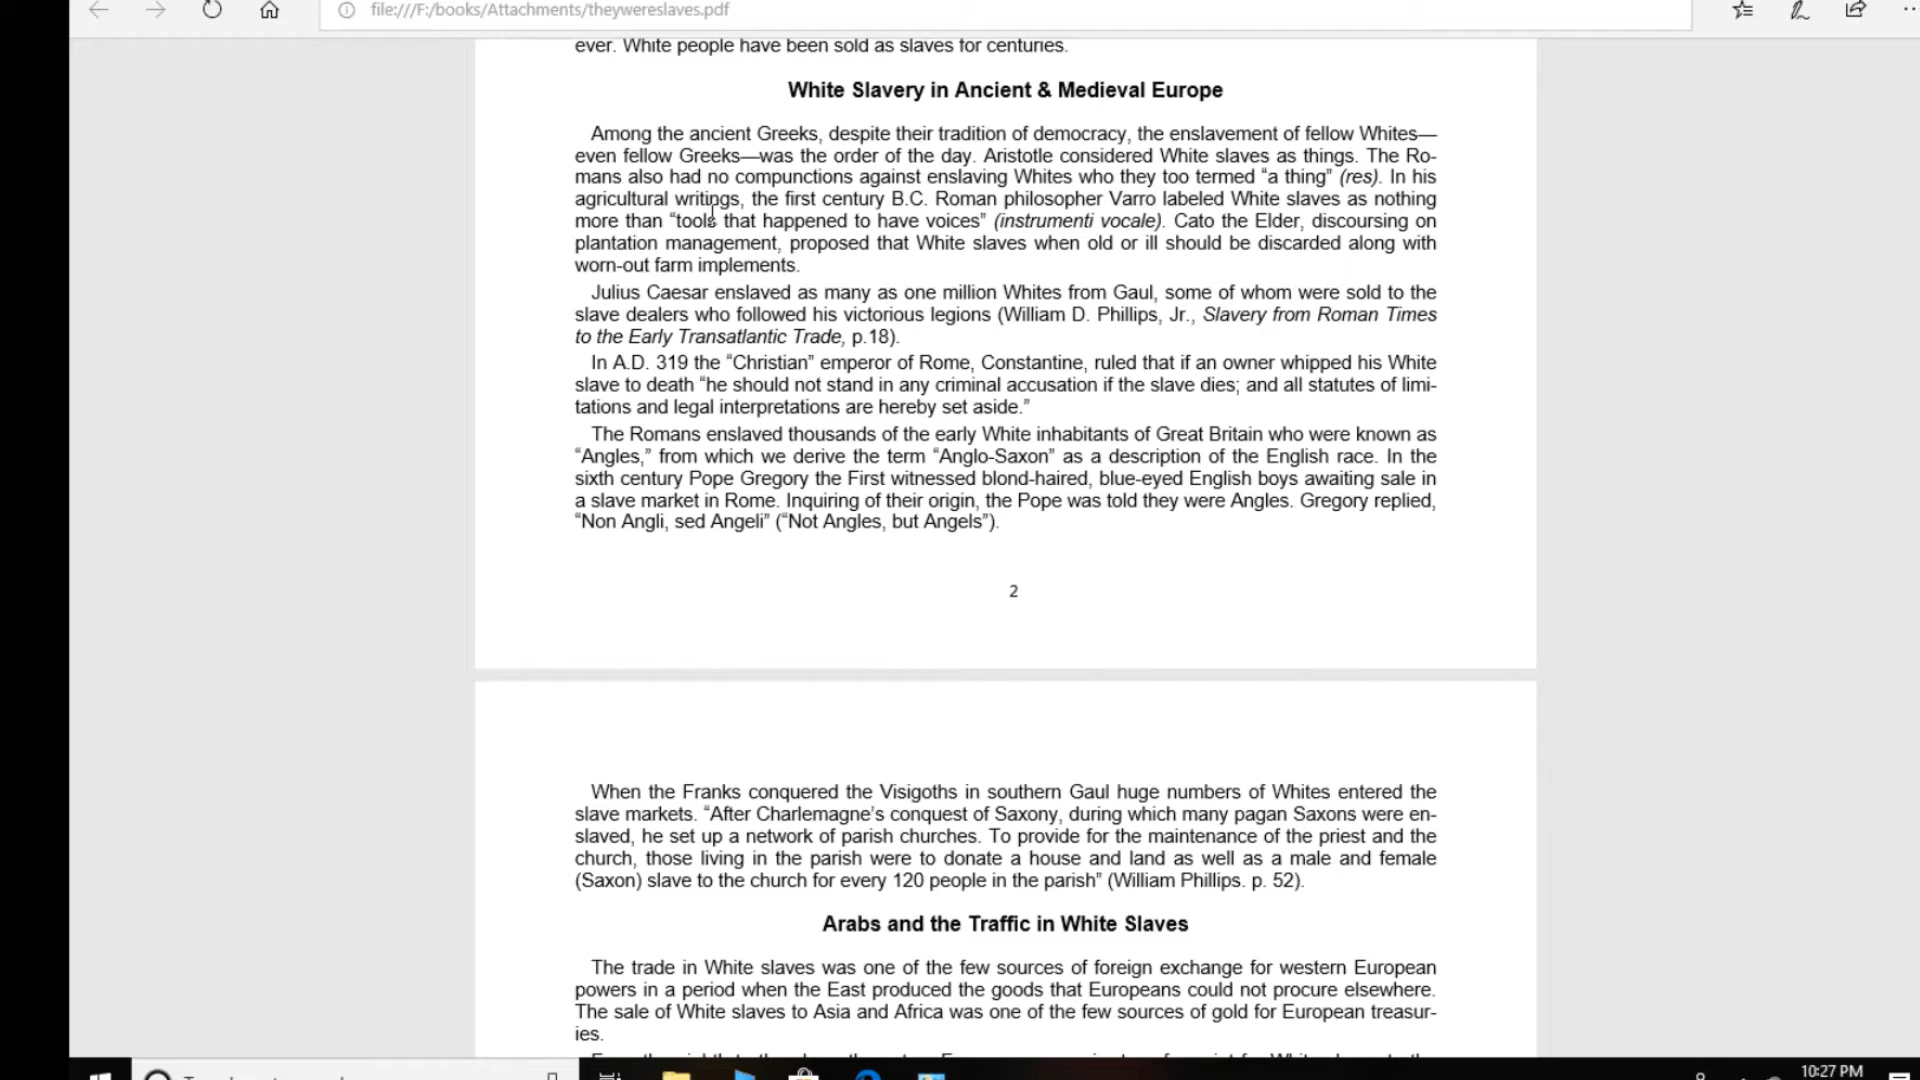 file:///F:/books/Attachments/theywereslaves.pdf
ever. White people have been sold as slaves for centuries.
White Slavery in Ancient & Medieval Europe
Among the ancient Greeks, despite their tradition of democracy, the enslavement of fellow Whites—
even fellow Greeks—was the order of the day. Aristotle considered White slaves as things. The Ro-
mans also had no compunctions against enslaving Whites who they too termed “a thing” (res). In his
agricultural writings, the first century B.C. Roman philosopher Varro labeled White slaves as nothing
more than “tools that happened to have voices” (instrumenti vocale). Cato the Elder, discoursing on
plantation management, proposed that White slaves when old or ill should be discarded along with
worn-out farm implements.
Julius Caesar enslaved as many as one million Whites from Gaul, some of whom were sold to the
slave dealers who followed his victorious legions (William D. Phillips, Jr., Slavery from Roman Times
to the Early Transatlantic Trade, p.18).
In A.D. 319 the “Christian” emperor of Rome, Constantine, ruled that if an owner whipped his White
slave to death “he should not stand in any criminal accusation if the slave dies; and all statutes of limi-
tations and legal interpretations are hereby set aside.”
The Romans enslaved thousands of the early White inhabitants of Great Britain who were known as
“Angles,” from which we derive the term “Anglo-Saxon” as a description of the English race. In the
sixth century Pope Gregory the First witnessed blond-haired, blue-eyed English boys awaiting sale in
a slave market in Rome. Inquiring of their origin, the Pope was told they were Angles. Gregory replied,
“Non Angli, sed Angeli” (“Not Angles, but Angels”).
2
When the Franks conquered the Visigoths in southern Gaul huge numbers of Whites entered the
slave markets. “After Charlemagne’s conquest of Saxony, during which many pagan Saxons were en-
slaved, he set up a network of parish churches. To provide for the maintenance of the priest and the
church, those living in the parish were to donate a house and land as well as a male and female
(Saxon) slave to the church for every 120 people in the parish” (William Phillips. p. 52).
Arabs and the Traffic in White Slaves
The trade in White slaves was one of the few sources of foreign exchange for western European
powers in a period when the East produced the goods that Europeans could not procure elsewhere.
The sale of White slaves to Asia and Africa was one of the few sources of gold for European treasur-
ies.
10:27 PM